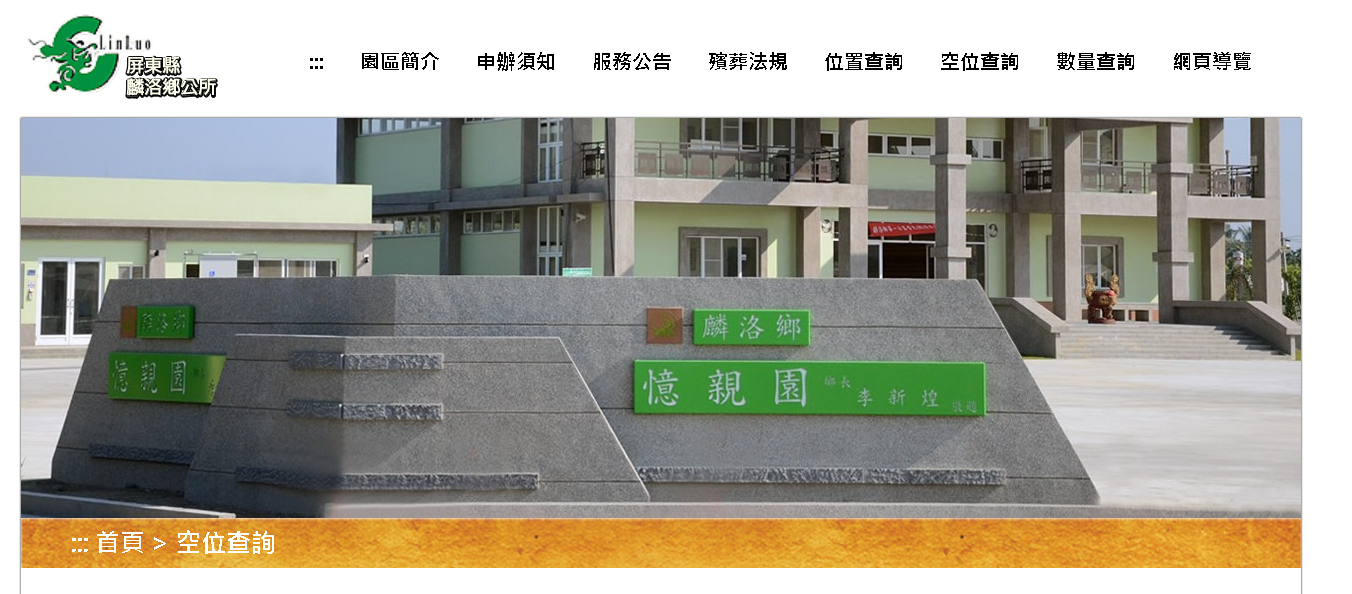 LinLuo
屏東縣
麟洛鄉公所
::: 園區簡介 申辦須知 服務公告 殯葬法規 位置查詢 空位查詢 數量查詢 網頁導覽
麟洛鄉
麟洛鄉
憶親園
憶親園 鄉長 李新煌 敬題
::: 首頁 > 空位查詢